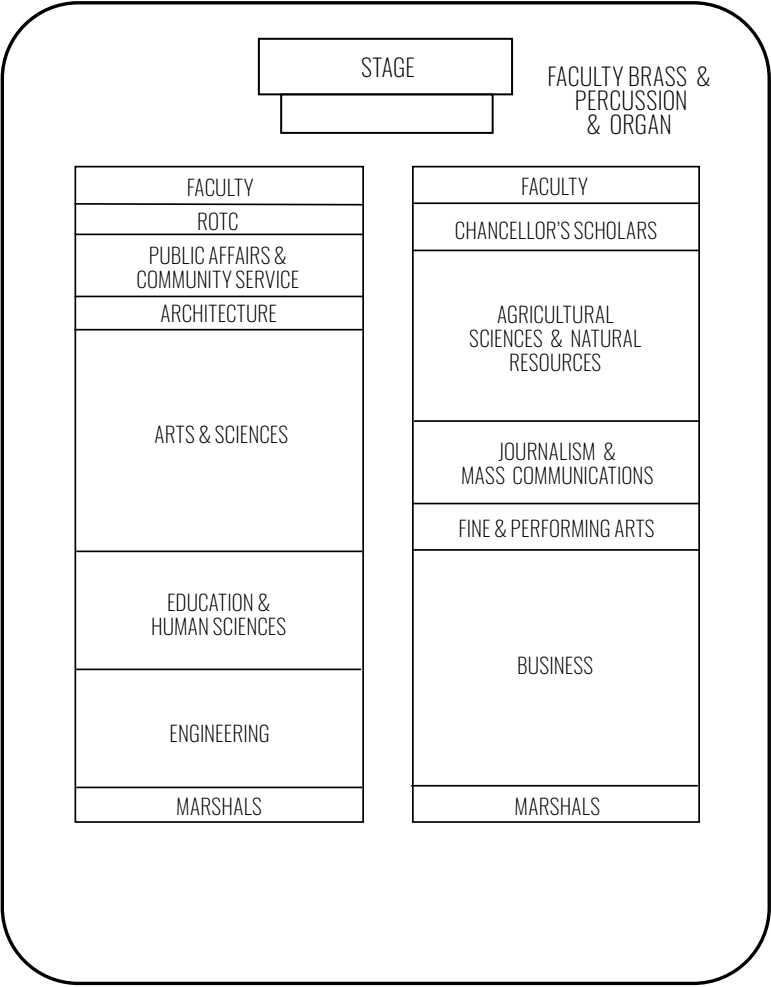 STAGE
FACULTY BRASS &
PERCUSSION
& ORGAN
FACULTY
ROTC
PUBLIC AFFAIRS &
COMMUNITY SERVICE
ARCHITECTURE
ARTS & SCIENCES
EDUCATION &
HUMAN SCIENCES
ENGINEERING
MARSHALS
FACULTY
CHANCELLOR'S SCHOLARS
AGRICULTURAL
SCIENCES & NATURAL
RESOURCES
JOURNALISM &
MASS COMMUNICATIONS
FINE & PERFORMING ARTS
BUSINESS
MARSHALS